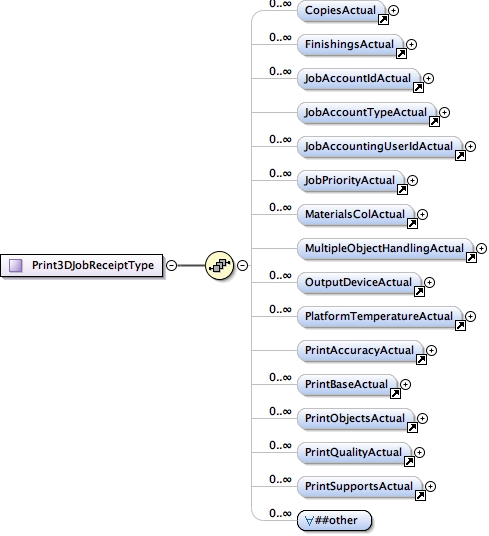 0..∞
CopiesActual
0..∞
FinishingsActual
0..∞
JobAccountIdActual
JobAccountTypeActual
0..∞
JobAccountingUserIdActual
0..∞
JobPriorityActual
0..∞
MaterialsColActual
MultipleObjectHandlingActual
Print3DJobReceiptType
0..∞
OutputDeviceActual
0..∞
PlatformTemperatureActual
PrintAccuracyActual
0..∞
PrintBaseActual
0..∞
PrintObjectsActual
0..∞
PrintQualityActual
0..∞
PrintSupportsActual
0..∞
∀##other